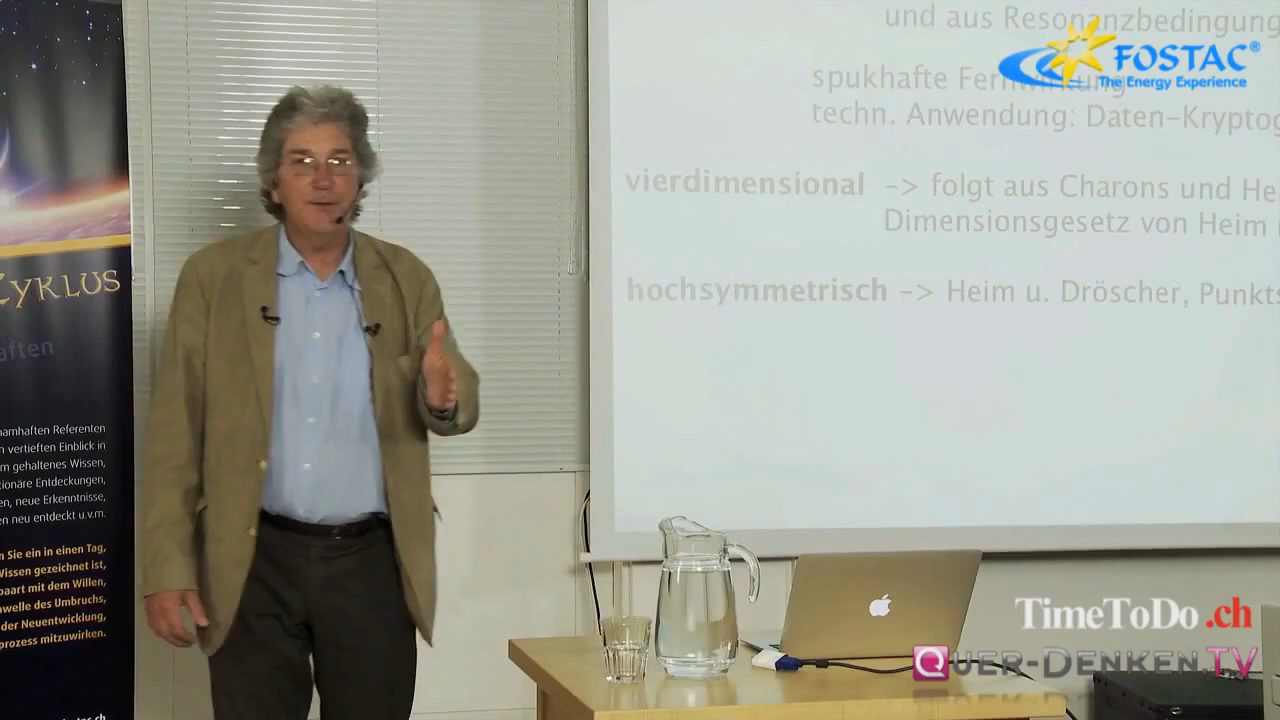 ZYKLUS
aften
namhaften Referenten
n vertieften Einblick in
m gehaltenes Wissen,
tionäre Entdeckungen,
en, neue Erkenntnisse,
en neu entdeckt u.v.m.
n Sie ein in einen Tag,
Wissen gezeichnet ist,
paart mit dem Willen,
nwelle des Umbruchs,
der Neuentwicklung,
prozess mitzuwirken.
und aus Resonanzbedingung
FOSTAC®
The Energy Experience
spukhafte Fernwirkung
techn. Anwendung: Daten-Kryptog
vierdimensional -> folgt aus Charons und He
Dimensionsgesetz von Heim
hochsymmetrisch -> Heim u. Dröscher, Punkts
TimeToDo.ch
QUER-DENKEN.TV